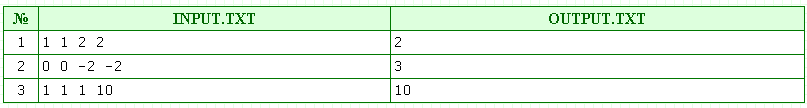 № INPUT.TXT OUTPUT.TXT
1 1 1 2 2 2
2 0 0 -2 -2 3
3 1 1 1 10 10